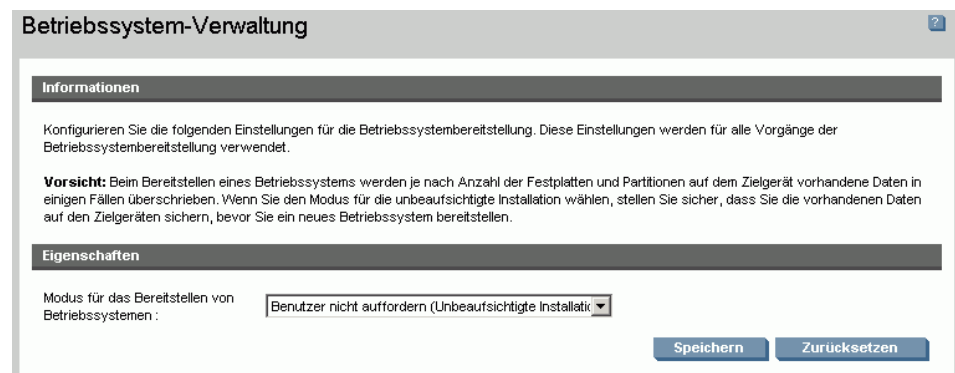 Betriebssystem-Verwaltung
?
Informationen
Konfigurieren Sie die folgenden Einstellungen für die Betriebssystembereitstellung. Diese Einstellungen werden für alle Vorgänge der
Betriebssystembereitstellung verwendet.
Vorsicht: Beim Bereitstellen eines Betriebssystems werden je nach Anzahl der Festplatten und Partitionen auf dem Zielgerät vorhandene Daten in
einigen Fällen überschrieben. Wenn Sie den Modus für die unbeaufsichtigte Installation wählen, stellen Sie sicher, dass Sie die vorhandenen Daten
auf den Zielgeräten sichern, bevor Sie ein neues Betriebssystem bereitstellen.
Eigenschaften
Modus für das Bereitstellen von
Betriebssystemen :
Benutzer nicht auffordern (Unbeaufsichtigte Installatic
Speichern Zurücksetzen